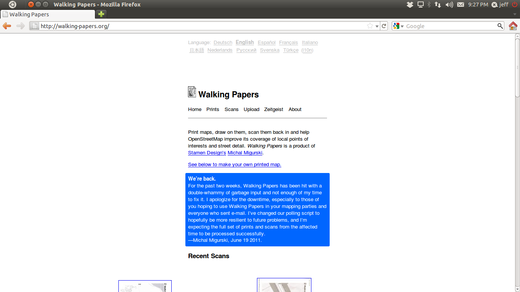 Walking Papers - Mozilla Firefox
9:27 PM jeff
Walking Papers
http://walking-papers.org/
Google
Language: Deutsch English Español Français Italiano
日本語 Nederlands Русский Svenska Türkçe
Walking Papers
Home Prints Scans Upload Zeitgeist About
Print maps, draw on them, scan them back in and help
OpenStreetMap improve its coverage of local points of
interests and street detail. Walking Papers is a product of
Stamen Design's Michal Migurski.
See below to make your own printed map.
We're back.
For the past two weeks, Walking Papers has been hit with a
double-whammy of garbage input and not enough of my time
to fix it. I apologize for the downtime, especially to those of
you hoping to use Walking Papers in your mapping parties and
everyone who sent e-mail. I've changed our polling script to
hopefully be more resilient to future problems, and I'm
expecting the full set of prints and scans from the affected
time to be processed successfully.
—Michal Migurski, June 19 2011.
Recent Scans